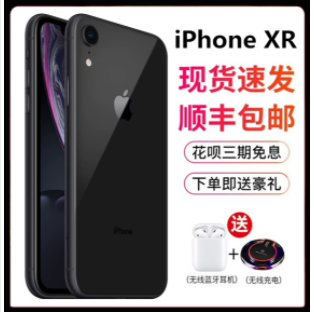 iPhone XR
现货速发
顺丰包邮
花呗三期免息
下单即送豪礼
送
+
(无线蓝牙耳机)
(无线充电)
iPhone